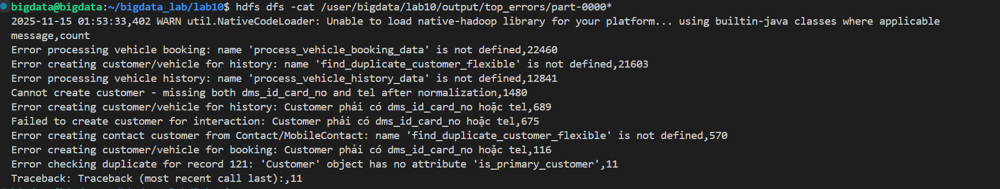 bigdata@bigdata:~/bigdata_lab/lab10$ hdfs dfs -cat /user/bigdata/lab10/output/top_errors/part-0000*
2025-11-15 01:53:33,402 WARN util.NativeCodeLoader: Unable to load native-hadoop library for your platform... using builtin-java classes where applicable
message,count
Error processing vehicle booking: name 'process_vehicle_booking_data' is not defined,22460
Error creating customer/vehicle for history: name 'find_duplicate_customer_flexible' is not defined,21603
Error processing vehicle history: name 'process_vehicle_history_data' is not defined,12841
Cannot create customer - missing both dms_id_card_no and tel after normalization,1480
Error creating customer/vehicle for history: Customer phải có dms_id_card_no hoặc tel,689
Failed to create customer for interaction: Customer phải có dms_id_card_no hoặc tel,675
Error creating contact customer from Contact/MobileContact: name 'find_duplicate_customer_flexible' is not defined,570
Error creating customer/vehicle for booking: Customer phải có dms_id_card_no hoặc tel,116
Error checking duplicate for record 121: 'Customer' object has no attribute 'is_primary_customer',11
Traceback: Traceback (most recent call last):,11